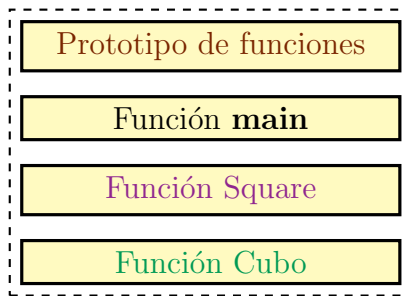 Prototipo de funciones
Función main
Función Square
Función Cubo